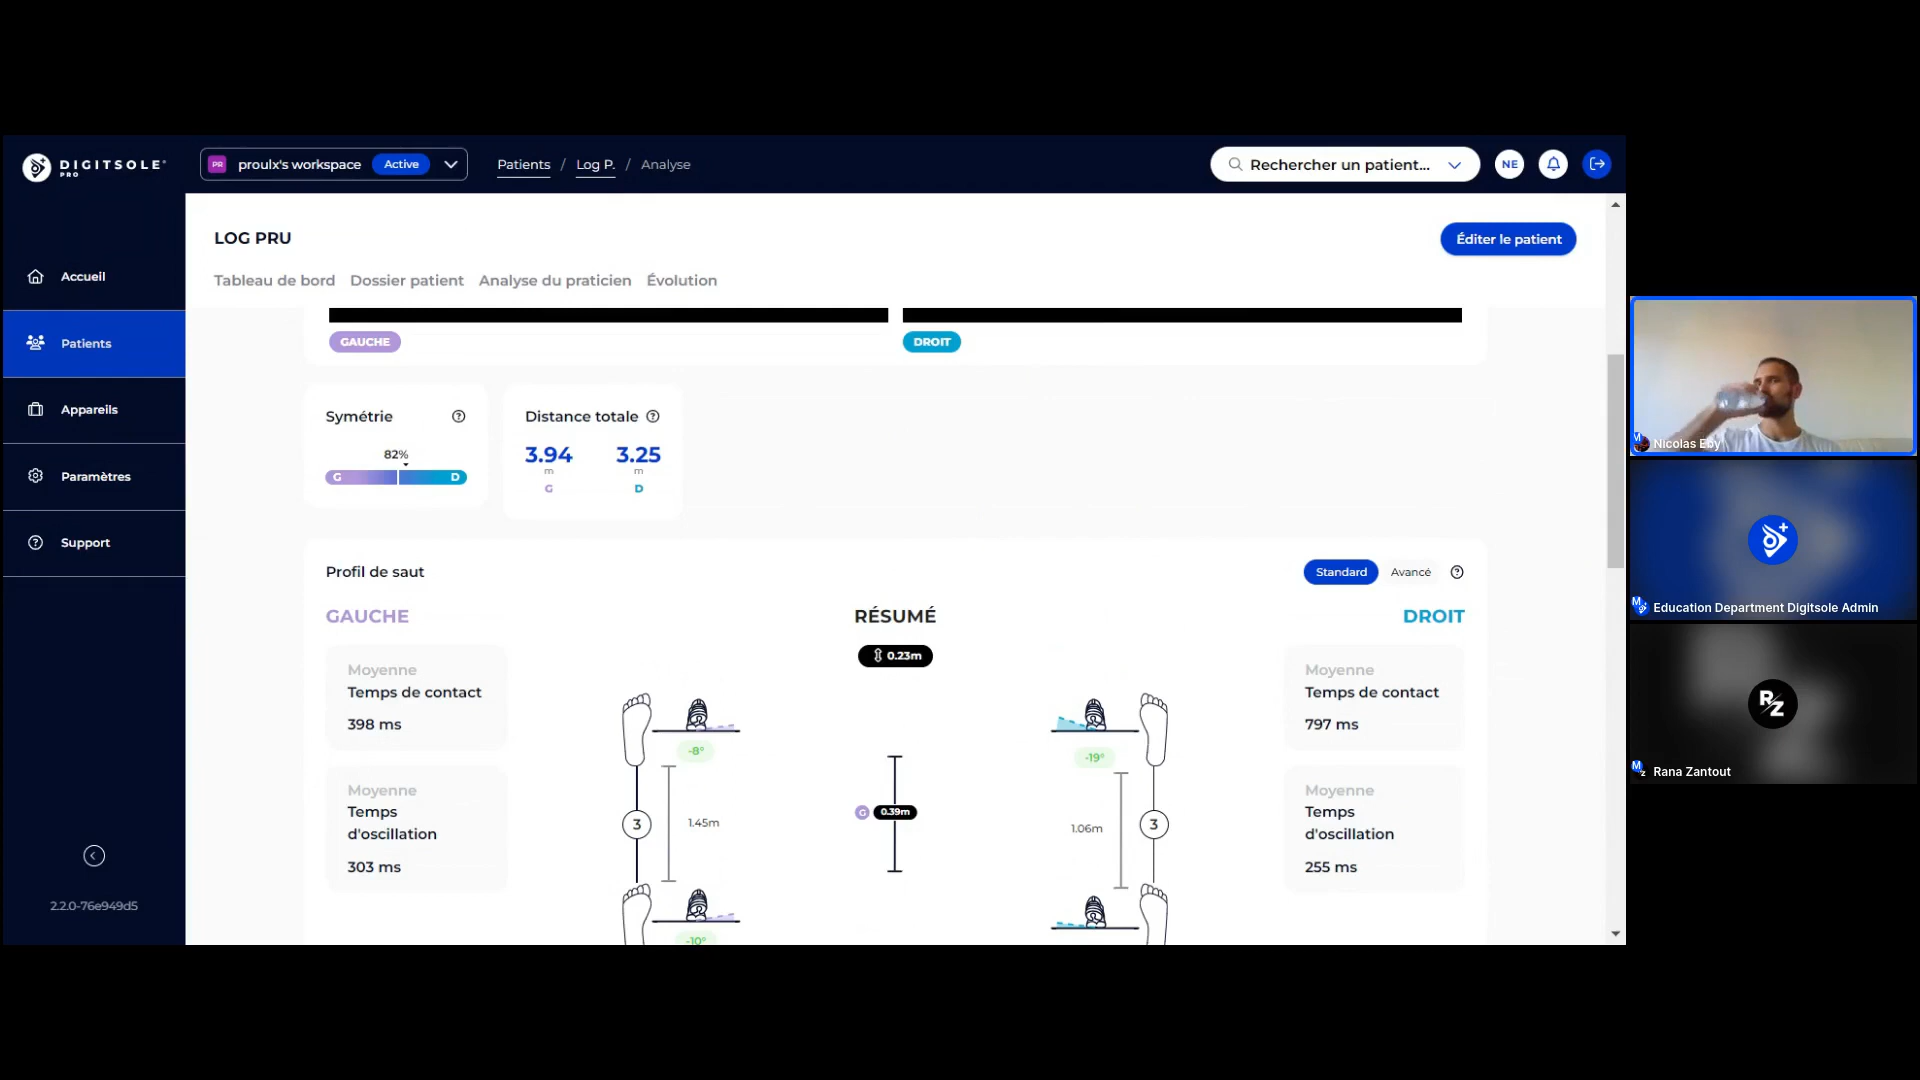 DIGITSOLE®
PRO
PR proulx's workspace Active
Patients / Log P. / Analyse
Rechercher un patient...
NE
Accueil
Patients
Appareils
Paramètres
Support
2.2.0-76e949d5
LOG PRU
Éditer le patient
Tableau de bord Dossier patient Analyse du praticien Évolution
GAUCHE
DROIT
Symétrie ?
82%
G D
Distance totale ?
3.94 3.25
m m
G D
Profil de saut
Standard Avancé ?
GAUCHE
RÉSUMÉ
DROIT
0.23m
Moyenne
Temps de contact
398 ms
Moyenne
Temps
d'oscillation
303 ms
-8°
3
1.45m
-10°
G 0.39m
-19°
1.06m
3
Moyenne
Temps de contact
797 ms
Moyenne
Temps
d'oscillation
255 ms
Nicolas Eby
Education Department Digitsole Admin
RZ
Rana Zantout